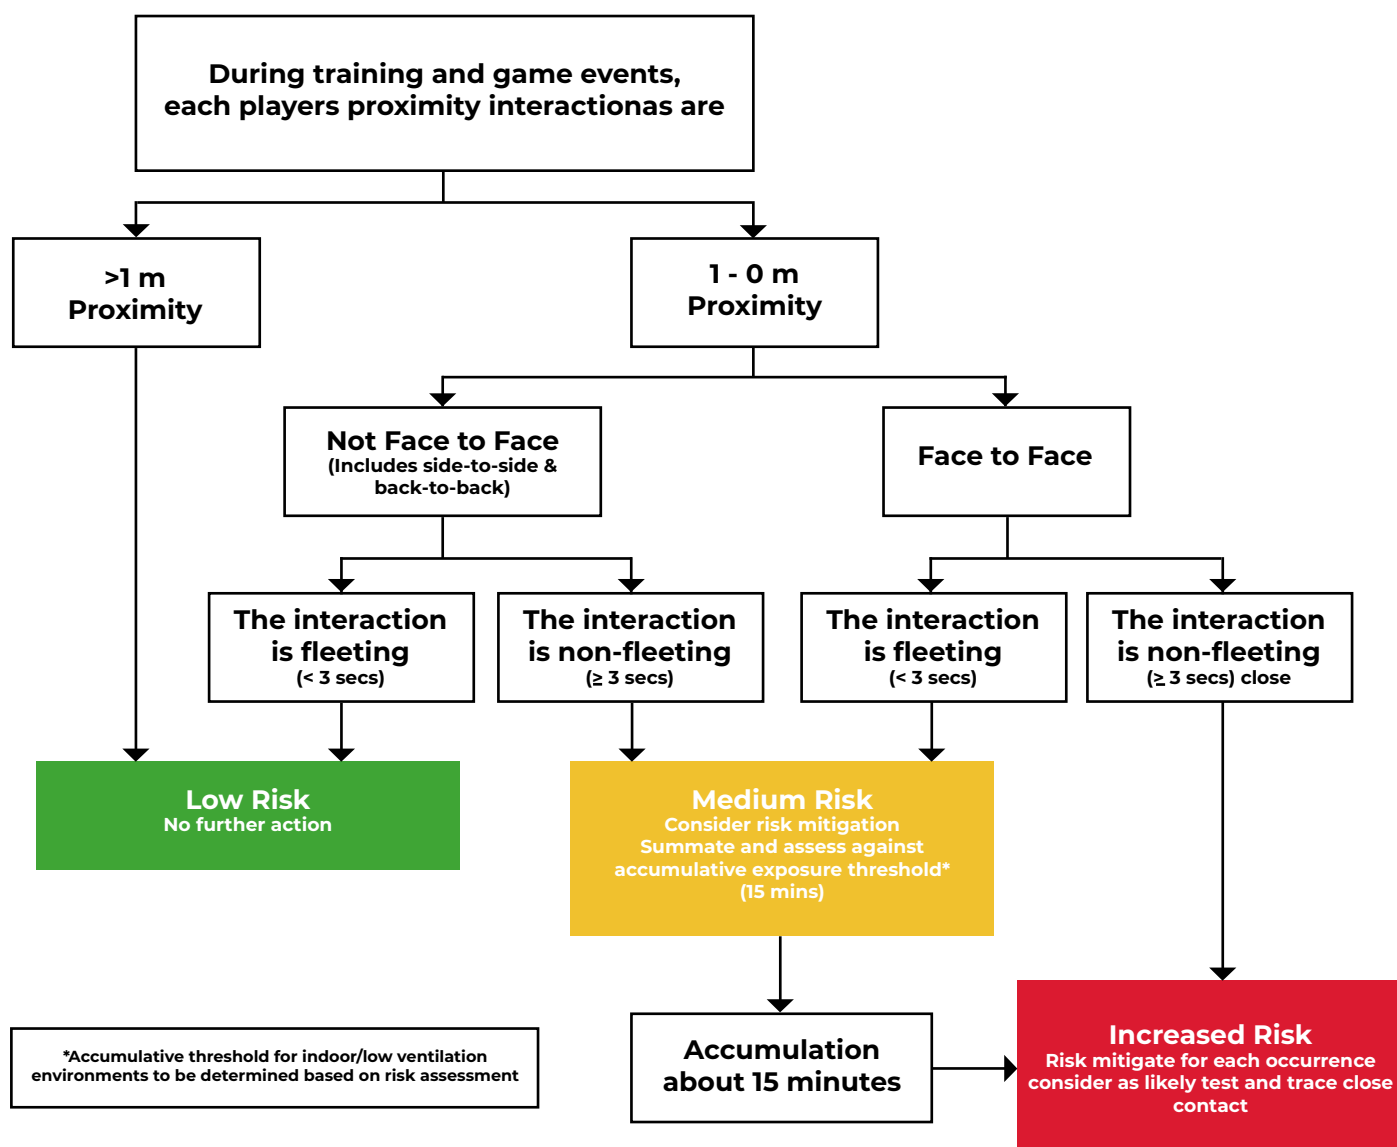 During training and game events,
each players proximity interactionas are
>1 m
Proximity
1 - 0 m
Proximity
Not Face to Face
(Includes side-to-side &
back-to-back)
Face to Face
The interaction
is fleeting
(< 3 secs)
The interaction
is non-fleeting
(≥ 3 secs)
The interaction
is fleeting
(< 3 secs)
The interaction
is non-fleeting
(≥ 3 secs) close
Low Risk
No further action
Medium Risk
Consider risk mitigation
Summate and assess against
accumulative exposure threshold*
(15 mins)
Accumulation
about 15 minutes
Increased Risk
Risk mitigate for each occurrence
consider as likely test and trace close
contact
*Accumulative threshold for indoor/low ventilation
environments to be determined based on risk assessment